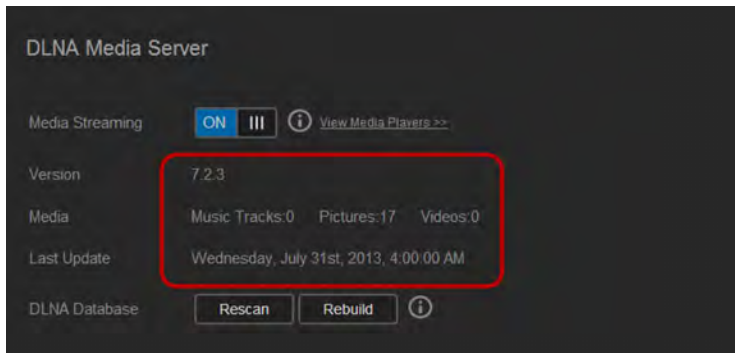 DLNA Media Server
Media Streaming ON View Media Players >>
Version 7.2.3
Media Music Tracks:0 Pictures:17 Videos:0
Last Update Wednesday, July 31st, 2013, 4:00:00 AM
DLNA Database Rescan Rebuild